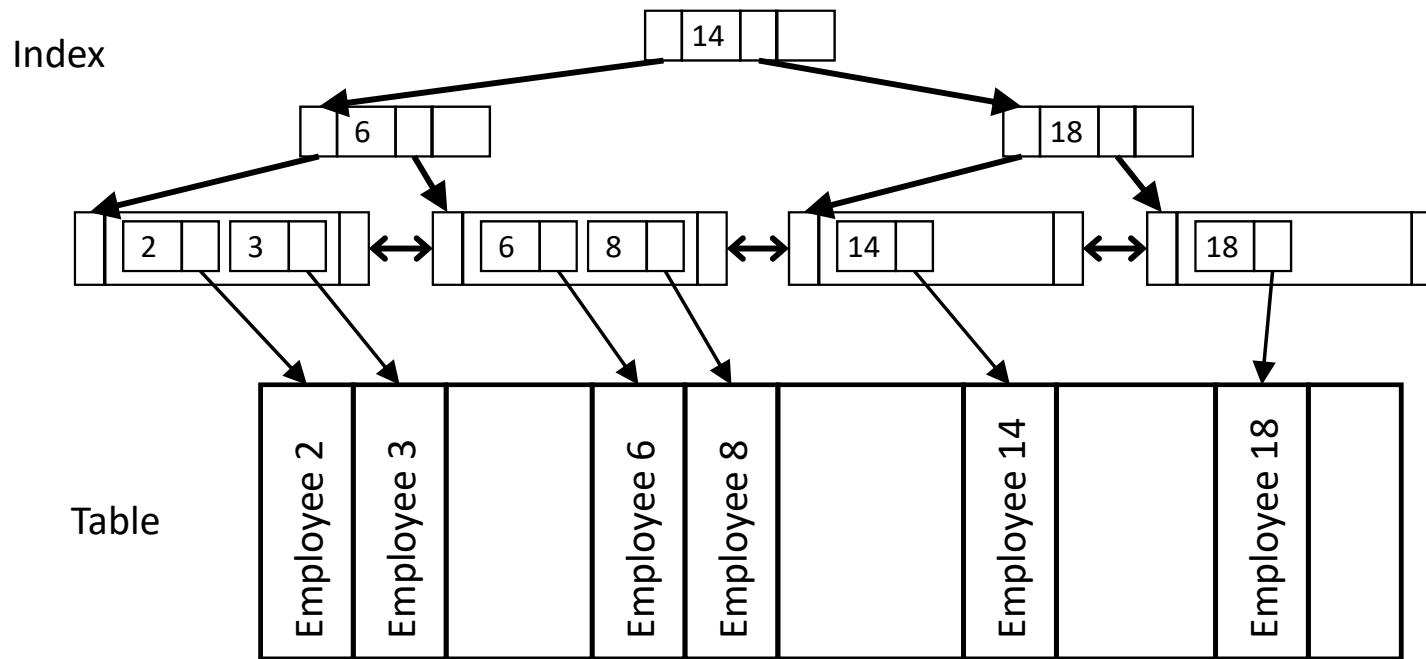 Index
14
6
18
2 3 6 8 14 18
Table
Employee 2
Employee 3
Employee 6
Employee 8
Employee 14
Employee 18